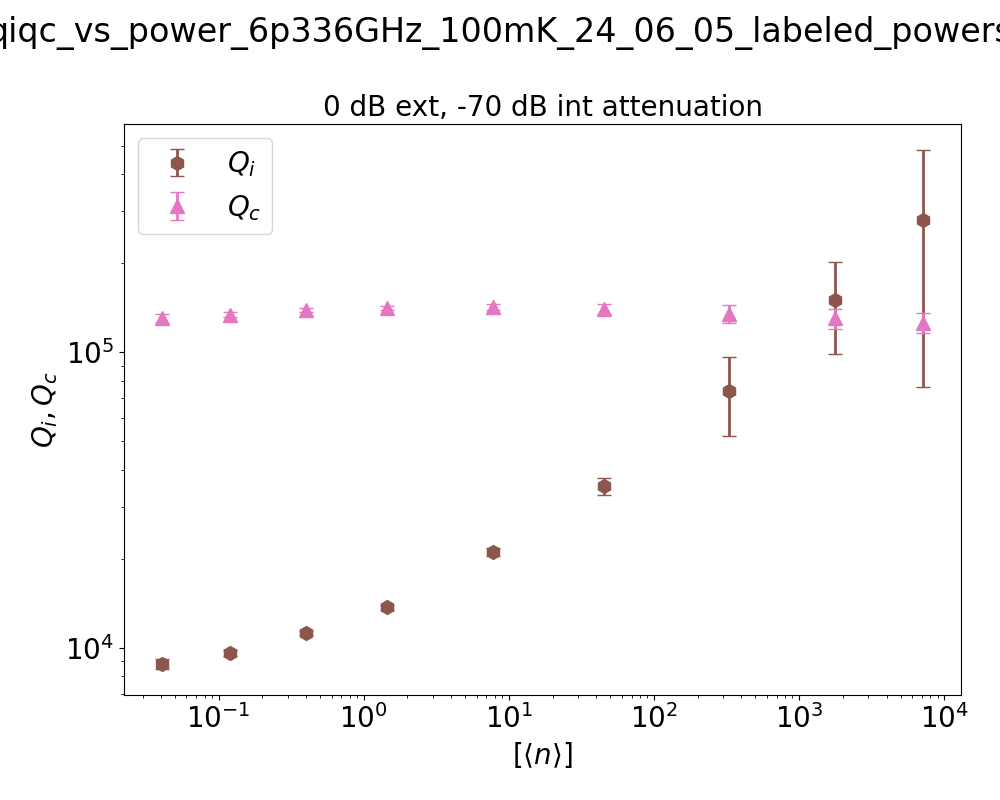 qiqc_vs_power_6p336GHz_100mK_24_06_05_labeled_powers
0 dB ext, -70 dB int attenuation
Q_i
Q_c
10^5
10^4
Q_i, Q_c
10^{-1} 10^0 10^1 10^2 10^3 10^4
[⟨n⟩]